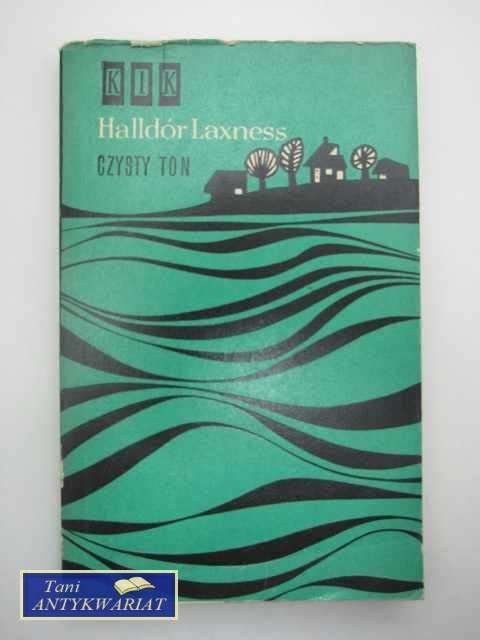 KIK
Halldór Laxness
CZYSTY TON
Tani
ANTYKWARIAT